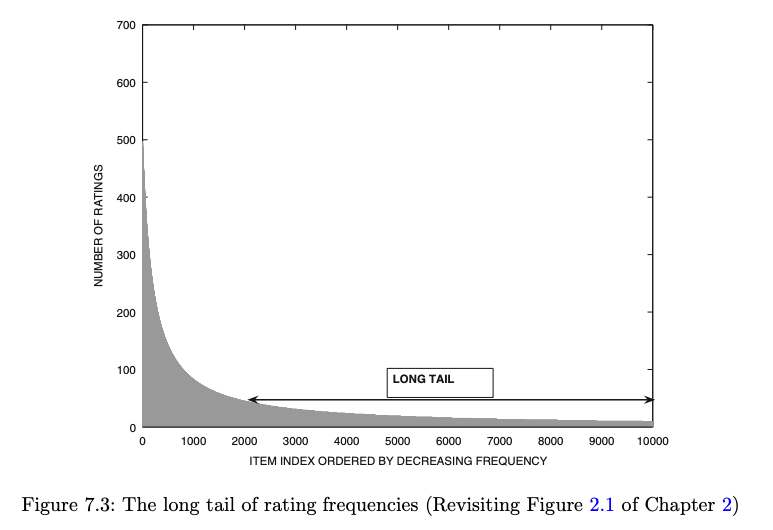 700
600
500
400
300
200
100
0
NUMBER OF RATINGS
LONG TAIL
0 1000 2000 3000 4000 5000 6000 7000 8000 9000 10000
ITEM INDEX ORDERED BY DECREASING FREQUENCY
Figure 7.3: The long tail of rating frequencies (Revisiting Figure 2.1 of Chapter 2)